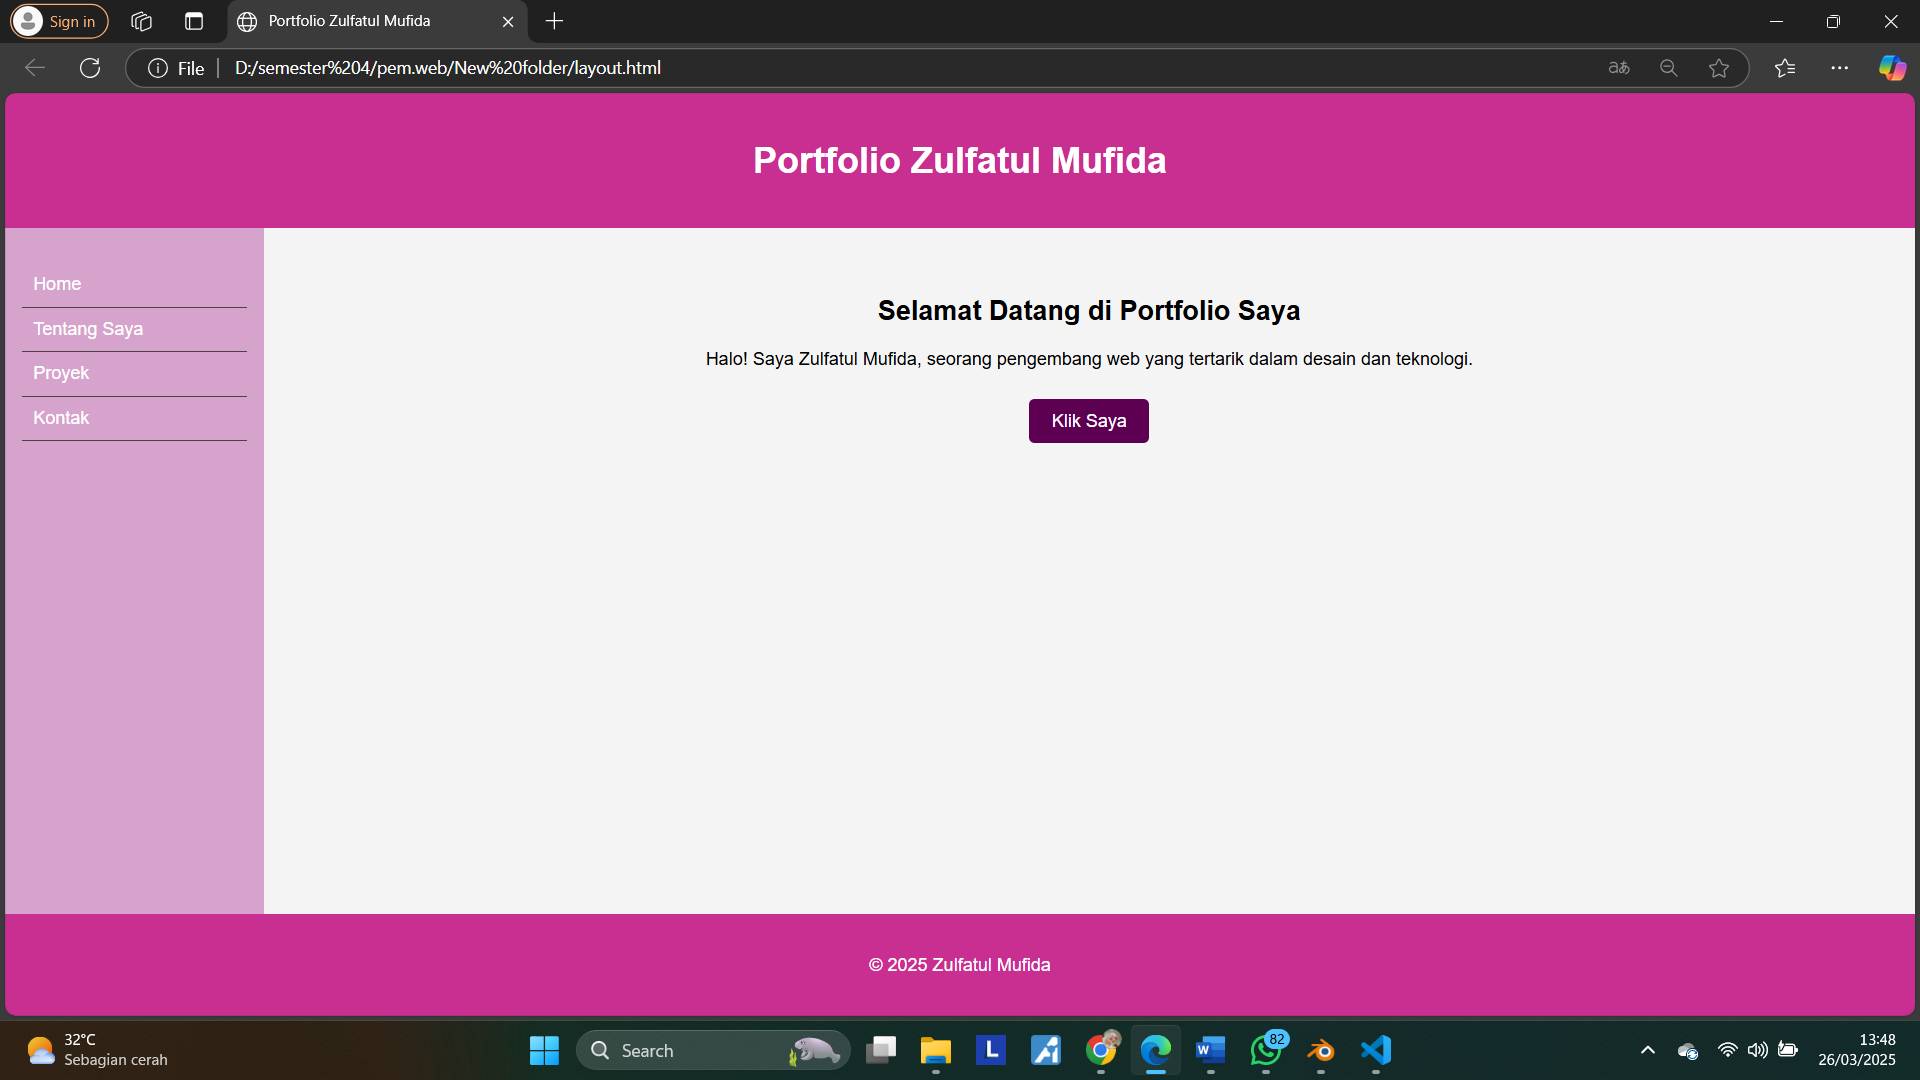 Sign in
Portfolio Zulfatul Mufida
File
D:/semester%204/pem.web/New%20folder/layout.html
Portfolio Zulfatul Mufida
Home
Tentang Saya
Proyek
Kontak
Selamat Datang di Portfolio Saya
Halo! Saya Zulfatul Mufida, seorang pengembang web yang tertarik dalam desain dan teknologi.
Klik Saya
© 2025 Zulfatul Mufida
32°C
Sebagian cerah
Search
L
W
82
13:48
26/03/2025